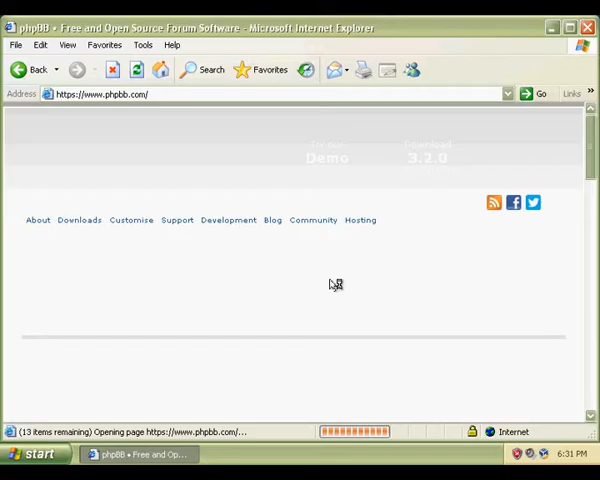 phpBB • Free and Open Source Forum Software - Microsoft Internet Explorer
File Edit View Favorites Tools Help
Back Search Favorites
Address https://www.phpbb.com/ Go Links »
Demo
Download
3.2.0
About Downloads Customise Support Development Blog Community Hosting
(13 items remaining) Opening page https://www.phpbb.com/... Internet
start phpBB • Free and Op... 6:31 PM